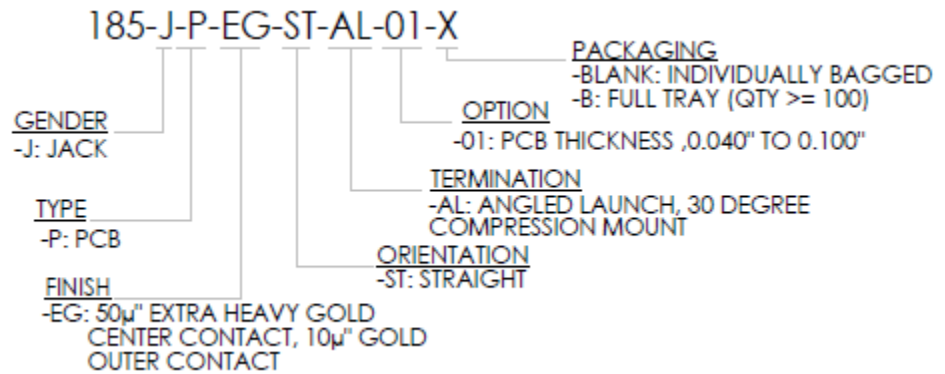 185-J-P-EG-ST-AL-01-X
PACKAGING
-BLANK: INDIVIDUALLY BAGGED
-B: FULL TRAY (QTY >= 100)
OPTION
-01: PCB THICKNESS ,0.040" TO 0.100"
GENDER
-J: JACK
TERMINATION
-AL: ANGLED LAUNCH, 30 DEGREE
COMPRESSION MOUNT
TYPE
-P: PCB
ORIENTATION
-ST: STRAIGHT
FINISH
-EG: 50µ" EXTRA HEAVY GOLD
CENTER CONTACT, 10µ" GOLD
OUTER CONTACT